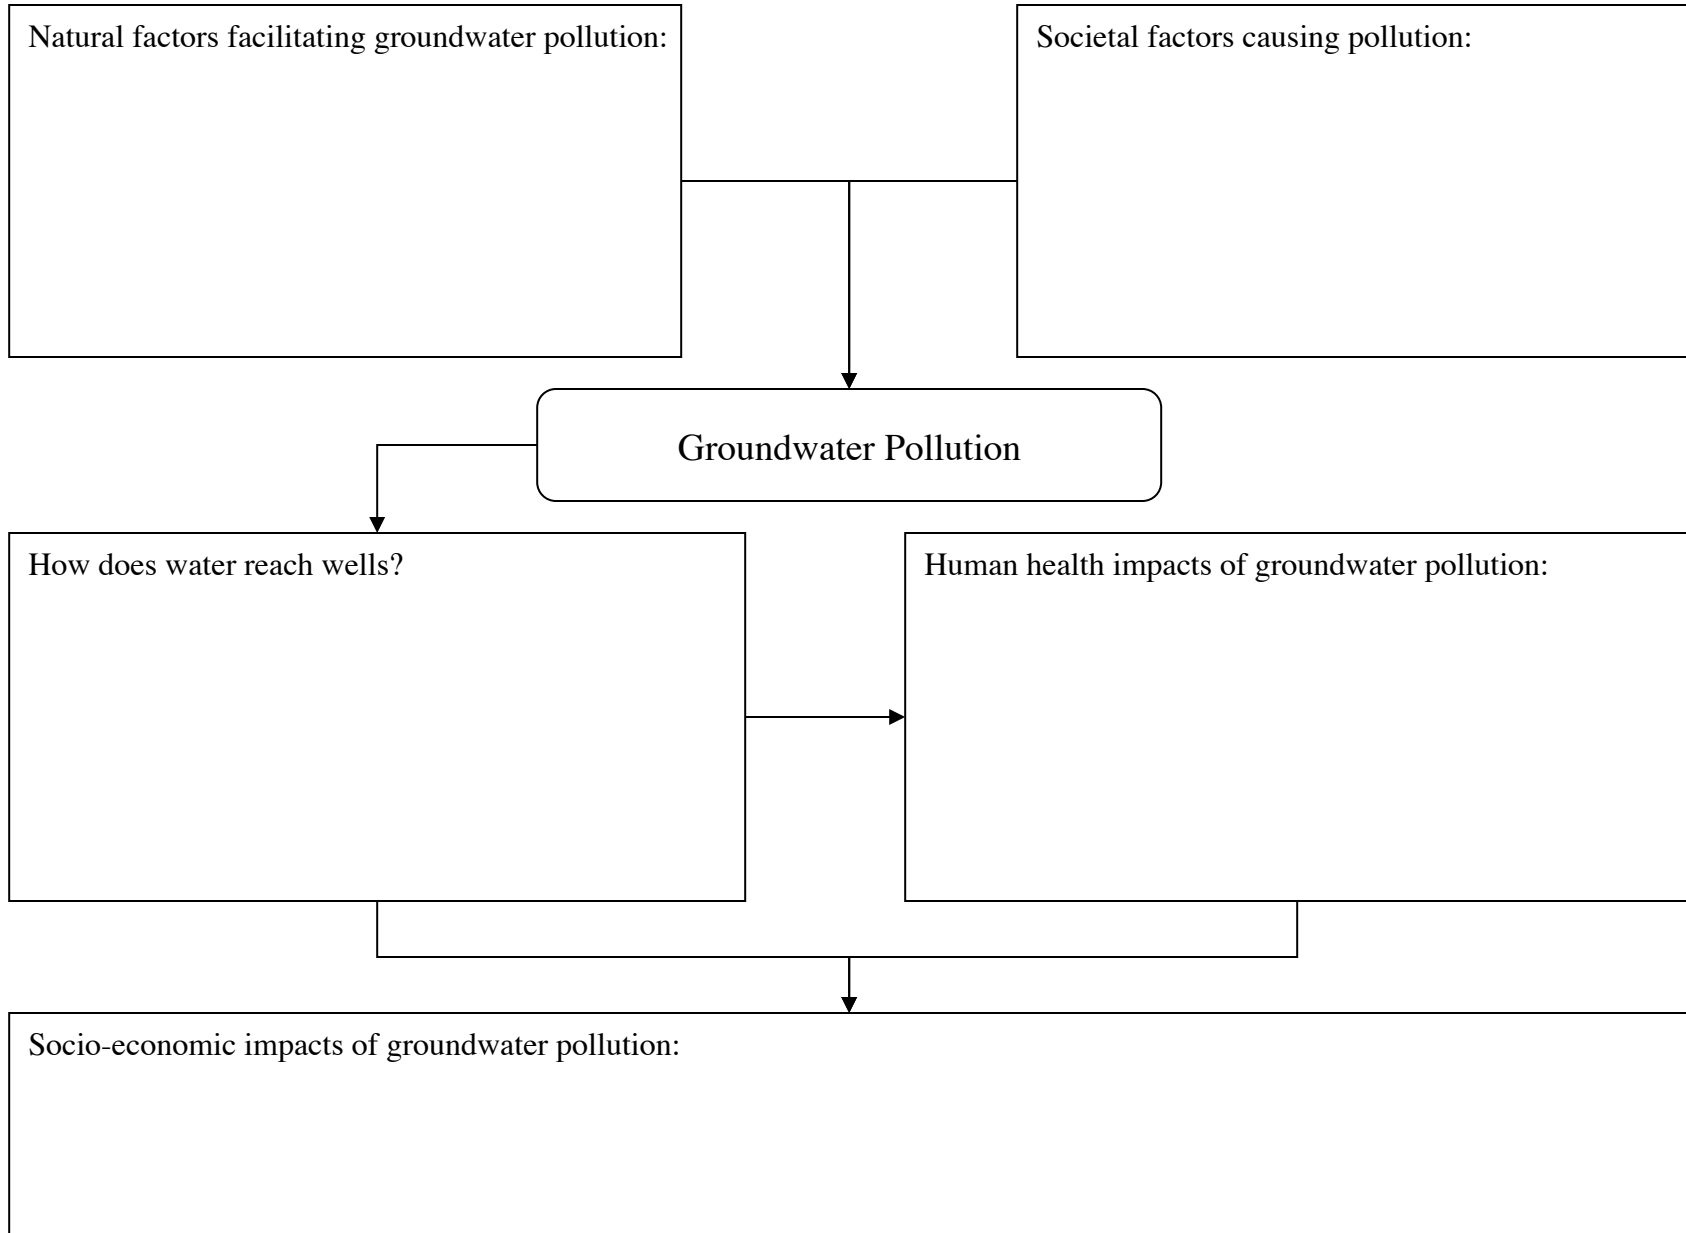 Natural factors facilitating groundwater pollution:
Societal factors causing pollution:
Groundwater Pollution
How does water reach wells?
Human health impacts of groundwater pollution:
Socio-economic impacts of groundwater pollution: